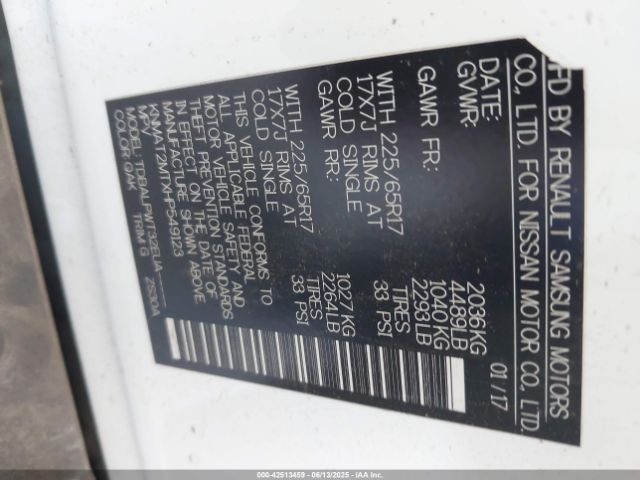 MFD BY RENAULT SAMSUNG MOTORS
CO., LTD. FOR NISSAN MOTOR CO., LTD.
DATE: 01/17
GVWR: 2036KG
4489LB
GAWR FR: 1040KG
2293LB
WITH 225/65R17 TIRES
17X7J RIMS AT 33 PSI
COLD SINGLE
GAWR RR: 1027KG
2264LB
WITH 225/65R17 TIRES
17X7J RIMS AT 33 PSI
COLD SINGLE
THIS VEHICLE CONFORMS TO
ALL APPLICABLE FEDERAL
MOTOR VEHICLE SAFETY AND
THEFT PREVENTION STANDARDS
IN EFFECT ON THE DATE OF
MANUFACTURE SHOWN ABOVE
KNMAT2MTXHP549123
MPV
MODEL: TDBALPWT32EUA
COLOR: QAK TRIM: G 25304
000-42513459 - 06/13/2025 - www.iaai.com